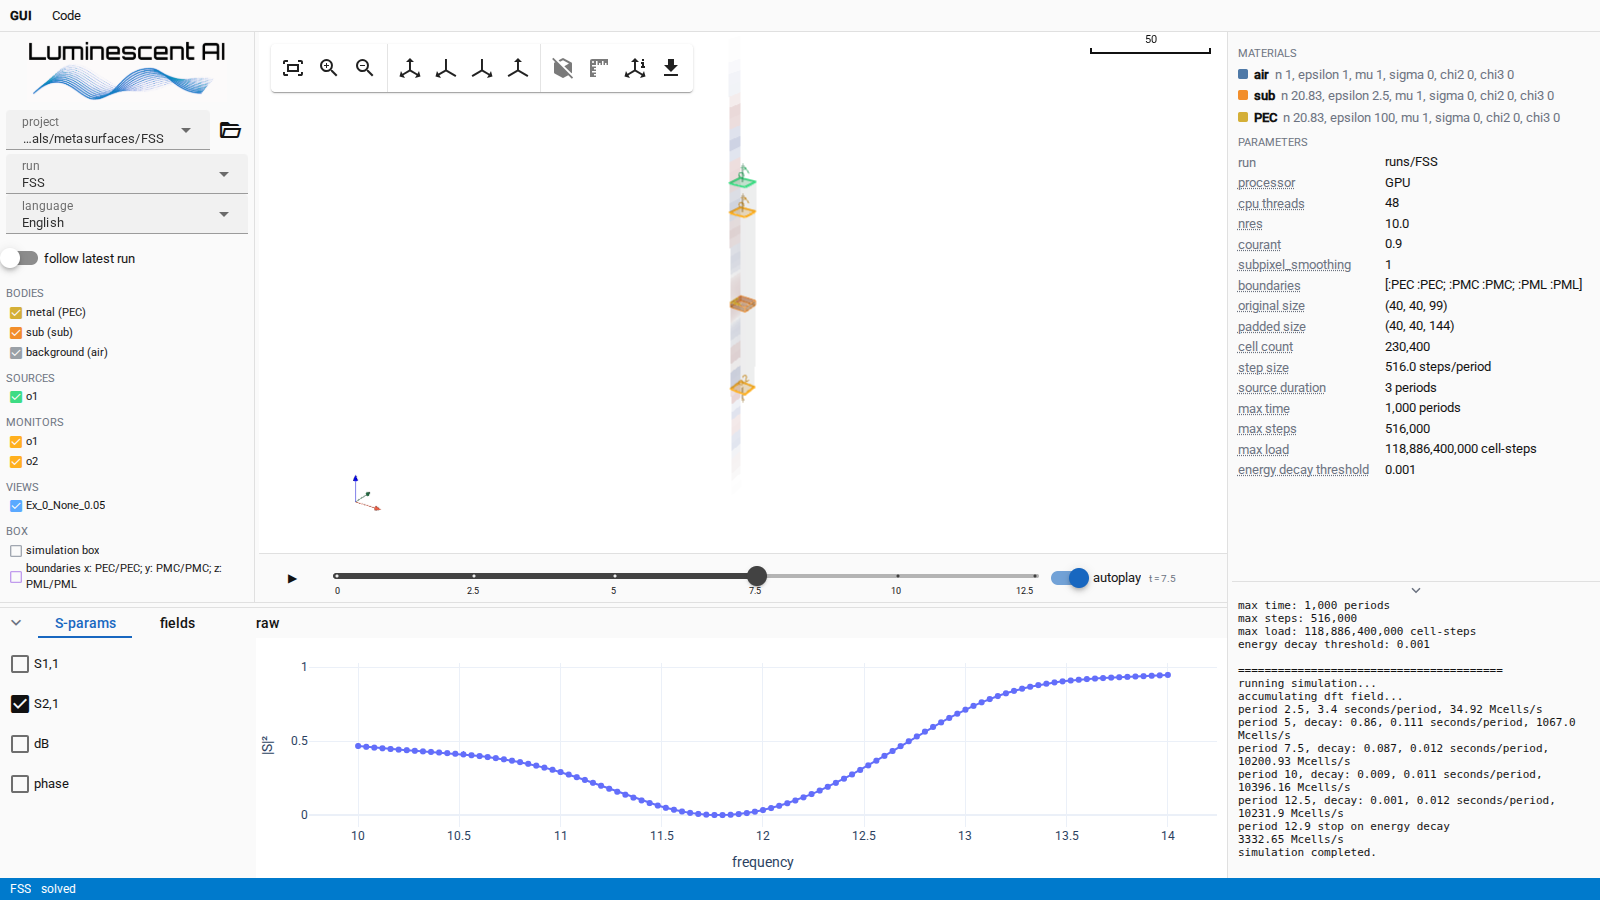 GUI Code
Luminescent AI
project
...als/metasurfaces/FSS
run
FSS
language
English
follow latest run
BODIES
metal (PEC)
sub (sub)
background (air)
SOURCES
o1
MONITORS
o1
o2
VIEWS
Ex_0_None_0.05
BOX
simulation box
boundaries x: PEC/PEC; y: PMC/PMC; z:
PML/PML
50
0 2.5 5 7.5 10 12.5
autoplay t = 7.5
S-params fields raw
S1,1
S2,1
dB
phase
|S|²
1
0.5
0
10 10.5 11 11.5 12 12.5 13 13.5 14
frequency
MATERIALS
air n 1, epsilon 1, mu 1, sigma 0, chi2 0, chi3 0
sub n 20.83, epsilon 2.5, mu 1, sigma 0, chi2 0, chi3 0
PEC n 20.83, epsilon 100, mu 1, sigma 0, chi2 0, chi3 0
PARAMETERS
run runs/FSS
processor GPU
cpu threads 48
nres 10.0
courant 0.9
subpixel_smoothing 1
boundaries [:PEC :PEC; :PMC :PMC; :PML :PML]
original size (40, 40, 99)
padded size (40, 40, 144)
cell count 230,400
step size 516.0 steps/period
source duration 3 periods
max time 1,000 periods
max steps 516,000
max load 118,886,400,000 cell-steps
energy decay threshold 0.001
max time: 1,000 periods
max steps: 516,000
max load: 118,886,400,000 cell-steps
energy decay threshold: 0.001
========================================
running simulation...
accumulating dft field...
period 2.5, 3.4 seconds/period, 34.92 Mcells/s
period 5, decay: 0.86, 0.111 seconds/period, 1067.0
Mcells/s
period 7.5, decay: 0.087, 0.012 seconds/period,
10200.93 Mcells/s
period 10, decay: 0.009, 0.011 seconds/period,
10396.16 Mcells/s
period 12.5, decay: 0.001, 0.012 seconds/period,
10231.9 Mcells/s
period 12.9 stop on energy decay
3332.65 Mcells/s
simulation completed.
FSS solved